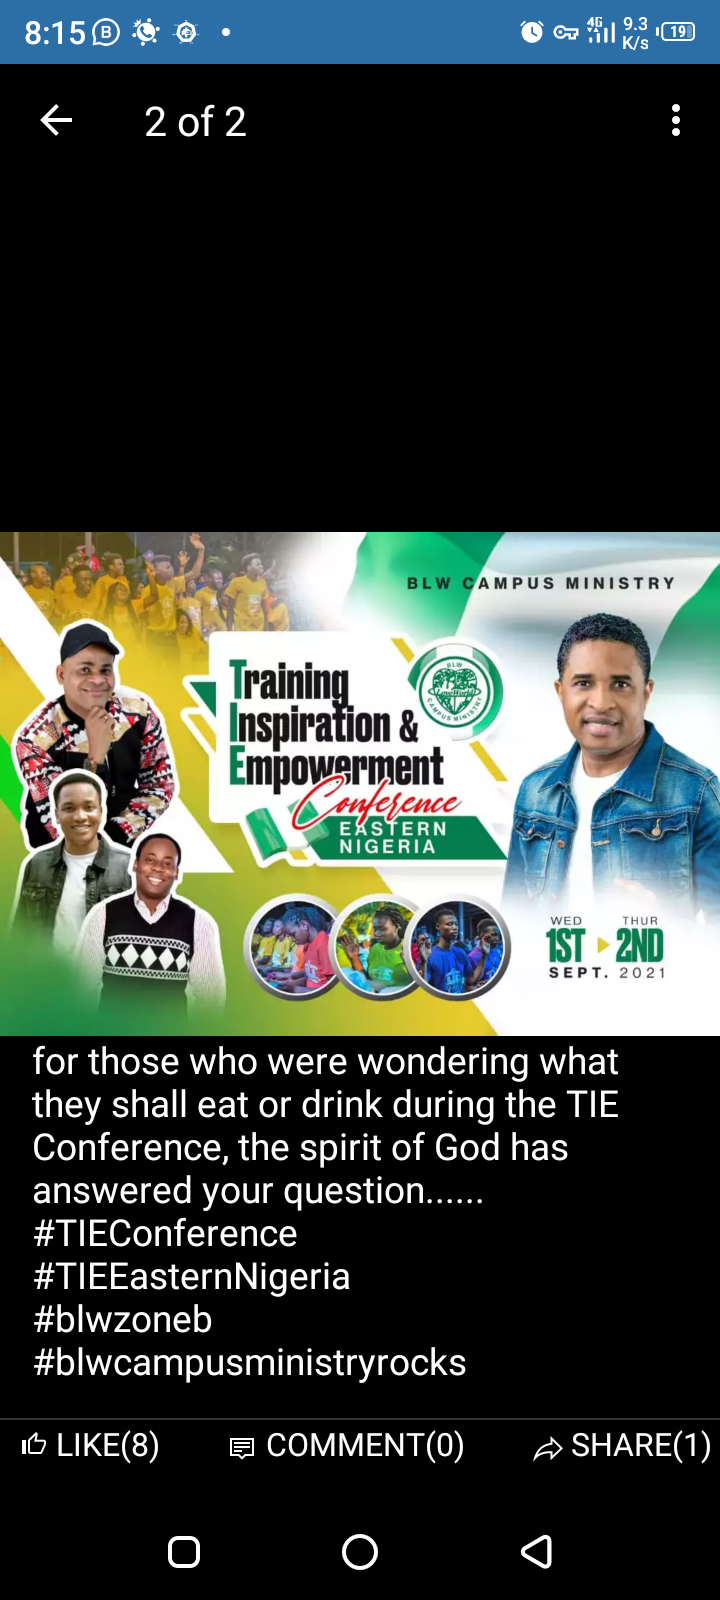 8:15
4G
9.3
K/s
19
2 of 2
BLW CAMPUS MINISTRY
Training
Inspiration &
Empowerment
Conference
EASTERN
NIGERIA
BLW
CAMPUS MINISTRY
WED THUR
1ST 2ND
SEPT. 2021
for those who were wondering what
they shall eat or drink during the TIE
Conference, the spirit of God has
answered your question......
#TIEConference
#TIEEasternNigeria
#blwzoneb
#blwcampusministryrocks
LIKE(8) COMMENT(0) SHARE(1)